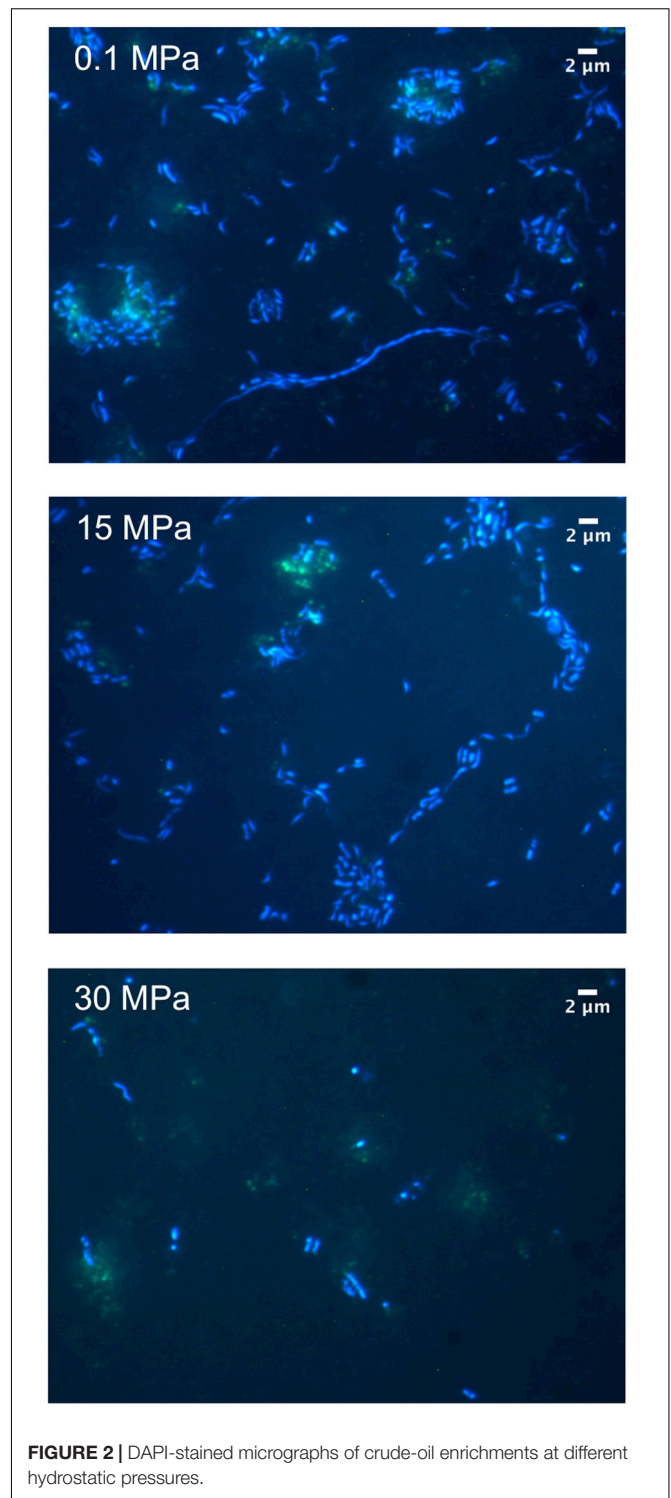 0.1 MPa
2 μm
15 MPa
2 μm
30 MPa
2 μm
FIGURE 2 | DAPI-stained micrographs of crude-oil enrichments at different
hydrostatic pressures.